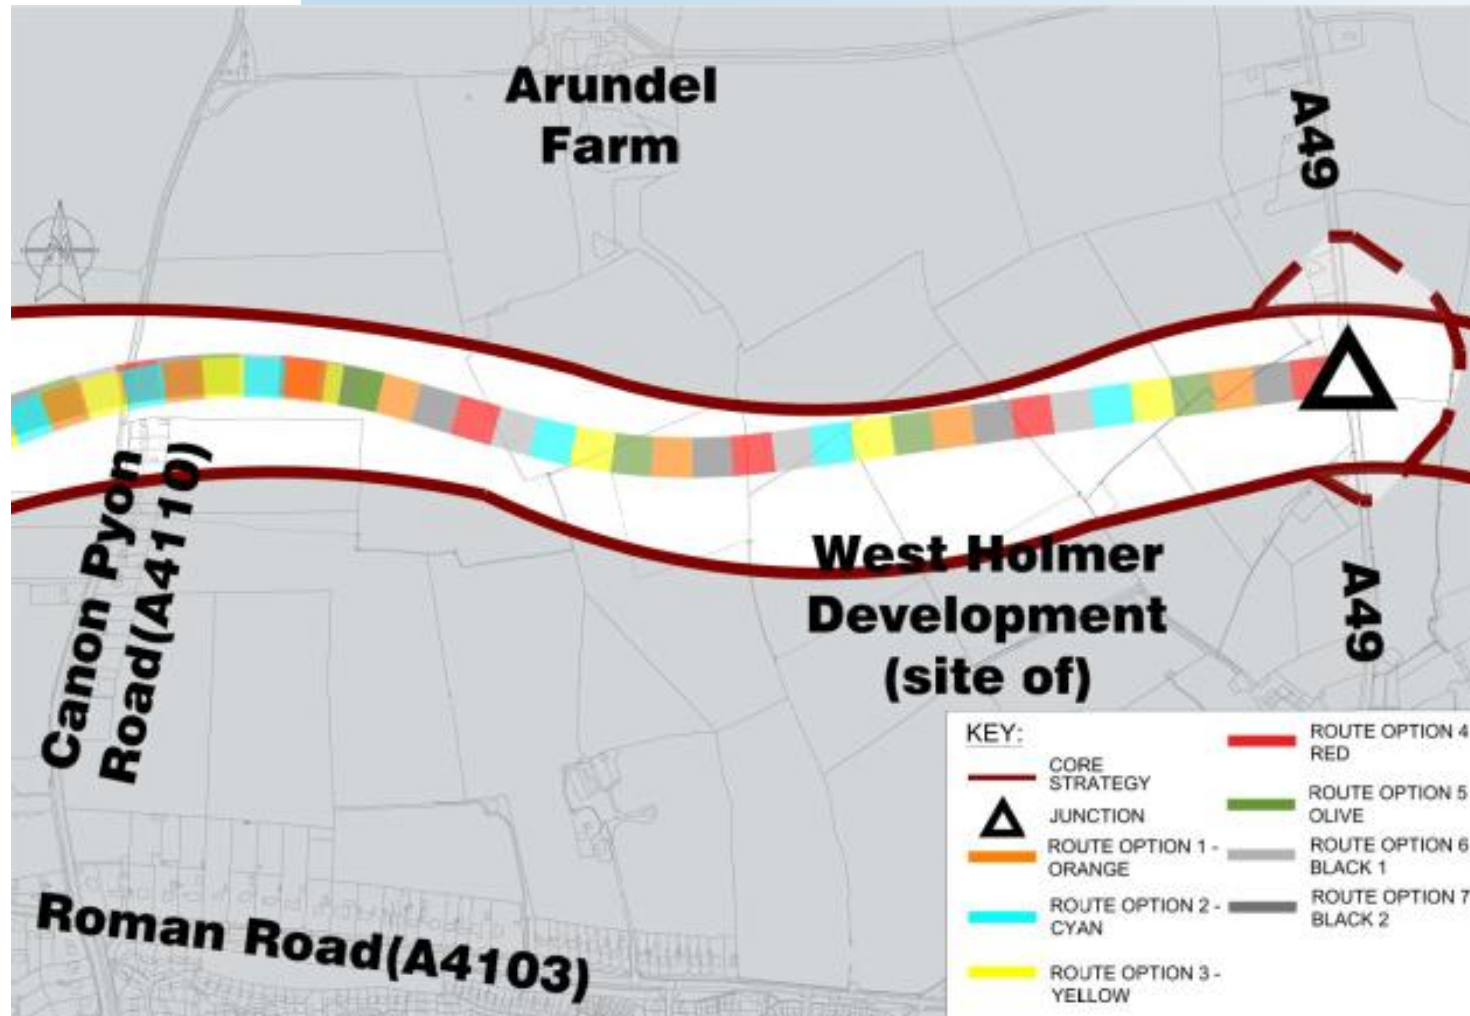 Arundel
Farm
A49
Canon Pyon
Road(A4110)
West Holmer
Development
(site of)
A49
Roman Road(A4103)
KEY:
CORE
STRATEGY
JUNCTION
ROUTE OPTION 1 -
ORANGE
ROUTE OPTION 2 -
CYAN
ROUTE OPTION 3 -
YELLOW
ROUTE OPTION 4
RED
ROUTE OPTION 5
OLIVE
ROUTE OPTION 6
BLACK 1
ROUTE OPTION 7
BLACK 2